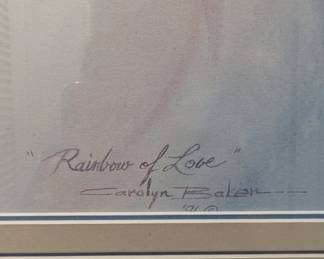 "Rainbow of Love"
Carolyn Baker
'91 ©